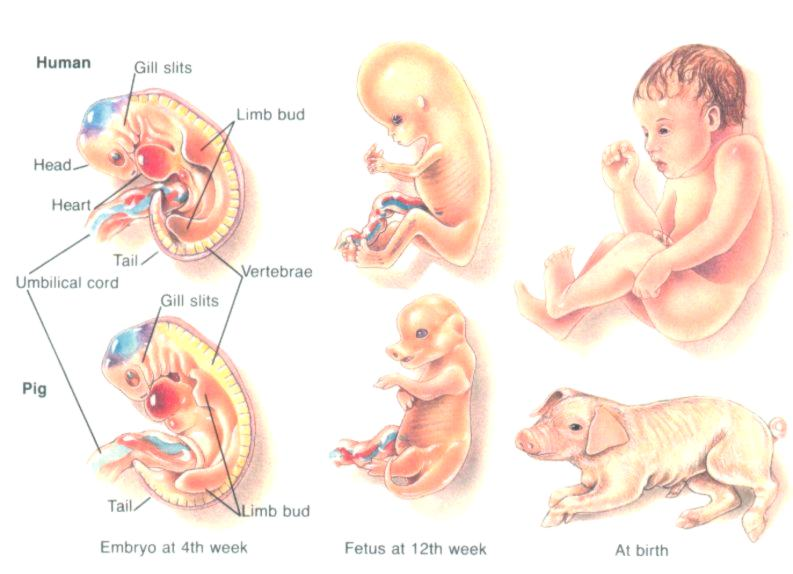 Human
Gill slits
Limb bud
Head
Heart
Tail
Vertebrae
Umbilical cord
Gill slits
Pig
Tail
Limb bud
Embryo at 4th week
Fetus at 12th week
At birth